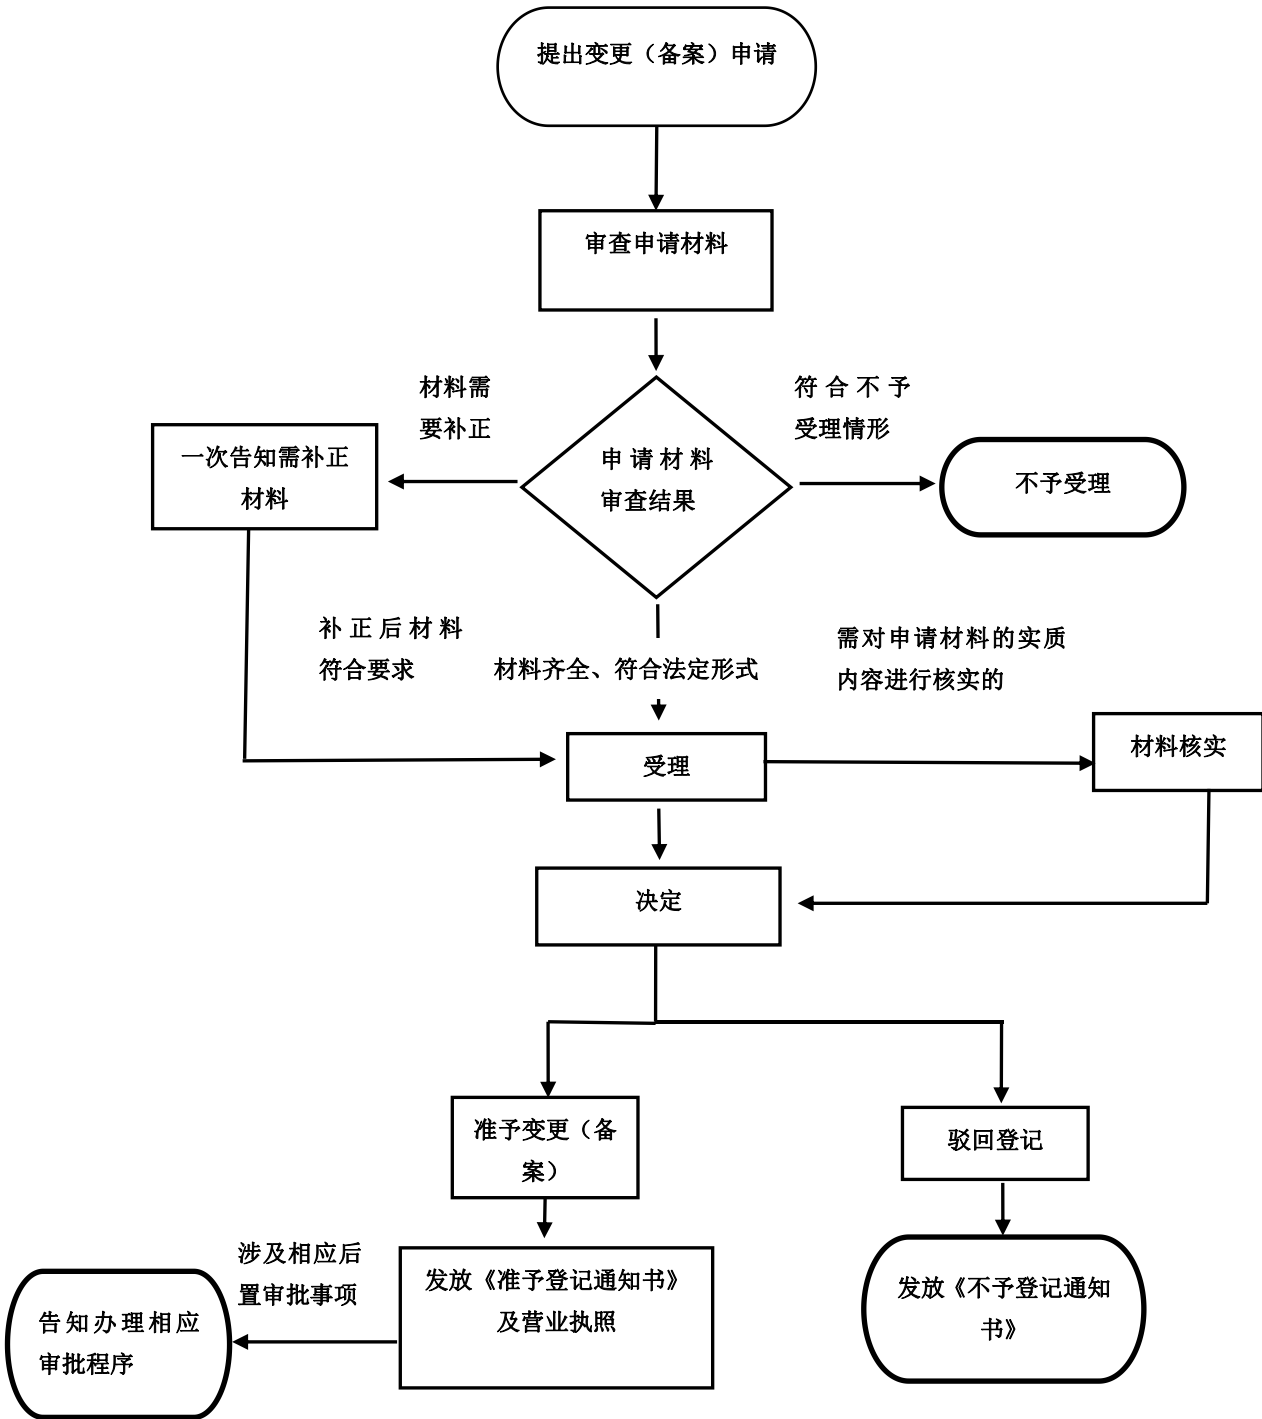 提出变更（备案）申请
审查申请材料
材料需
要补正
符合不予
受理情形
一次告知需补正
材料
申请材料
审查结果
不予受理
补正后材料
符合要求
材料齐全、符合法定形式
需对申请材料的实质
内容进行核实的
材料核实
受理
决定
准予变更（备
案）
驳回登记
涉及相应后
置审批事项
发放《准予登记通知书》
及营业执照
发放《不予登记通知
书》
告知办理相应
审批程序